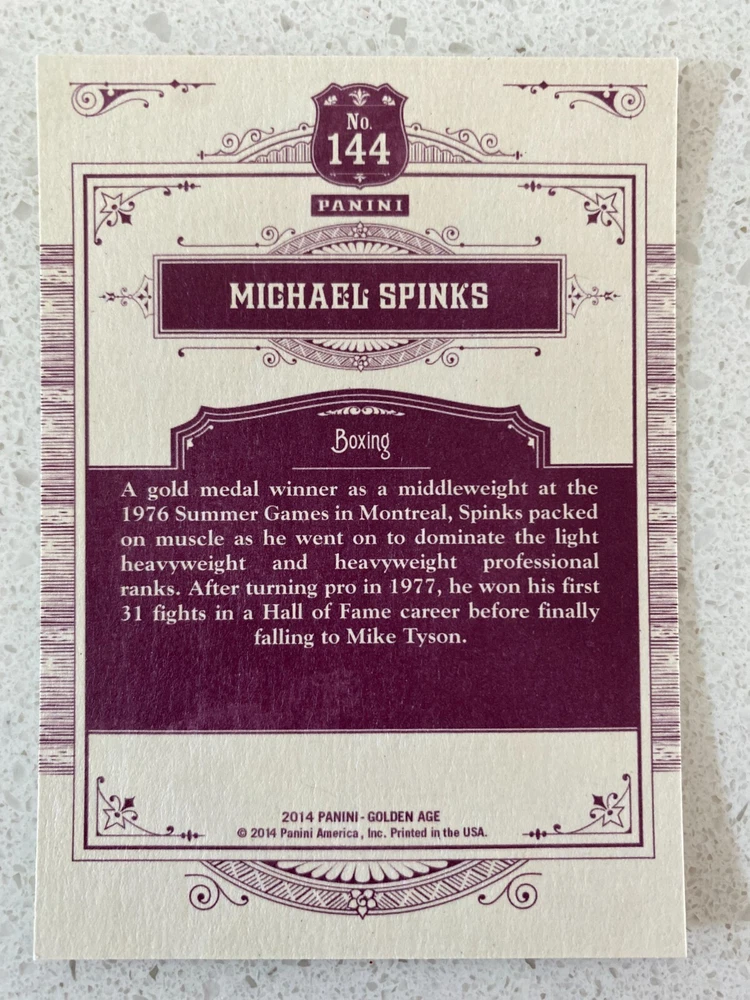 No.
144
PANINI
MICHAEL SPINKS
Boxing
A gold medal winner as a middleweight at the
1976 Summer Games in Montreal, Spinks packed
on muscle as he went on to dominate the light
heavyweight and heavyweight professional
ranks. After turning pro in 1977, he won his first
31 fights in a Hall of Fame career before finally
falling to Mike Tyson.
2014 PANINI - GOLDEN AGE
© 2014 Panini America, Inc. Printed in the USA.